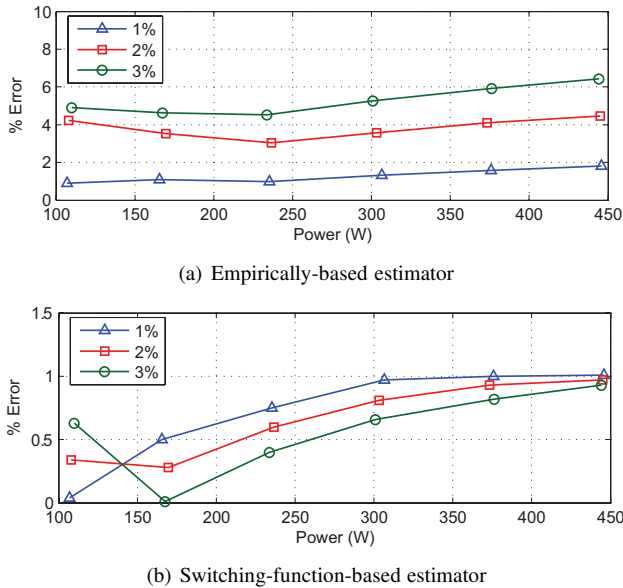 10
8
6
4
2
0
% Error
1%
2%
3%
100 150 200 250 300 350 400 450
Power (W)
(a) Empirically-based estimator
1.5
1
0.5
0
% Error
1%
2%
3%
100 150 200 250 300 350 400 450
Power (W)
(b) Switching-function-based estimator